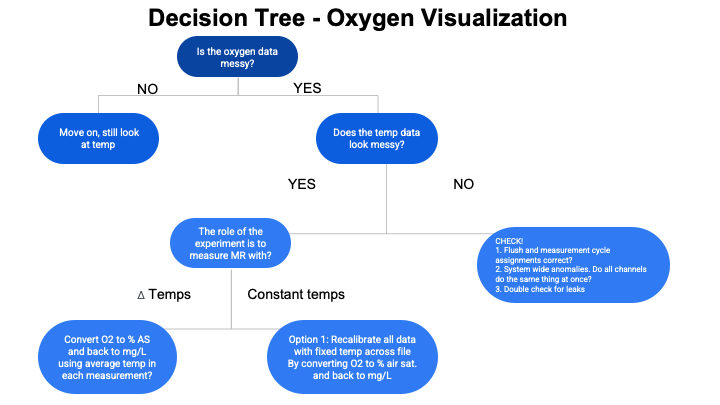 Decision Tree - Oxygen Visualization
Is the oxygen data
messy?
NO
YES
Move on, still look
at temp
Does the temp data
look messy?
YES
NO
The role of the
experiment is to
measure MR with?
CHECK!
1. Flush and measurement cycle
assignments correct?
2. System wide anomalies. Do all channels
do the same thing at once?
3. Double check for leaks
Δ Temps
Constant temps
Convert O2 to % AS
and back to mg/L
using average temp in
each measurement?
Option 1: Recalibrate all data
with fixed temp across file
By converting O2 to % air sat.
and back to mg/L